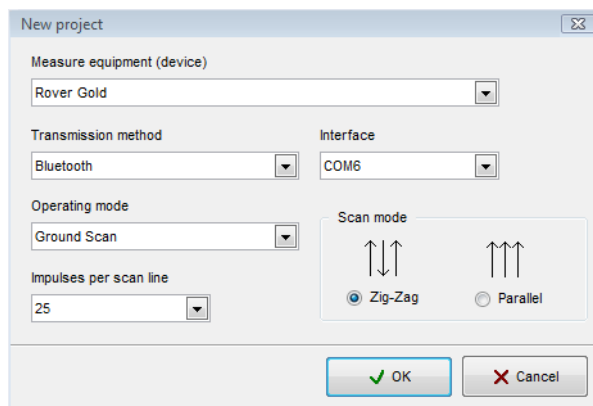 New project
Measure equipment (device)
Rover Gold
Transmission method
Interface
Bluetooth
COM6
Operating mode
Ground Scan
Scan mode
Zig-Zag
Parallel
Impulses per scan line
25
OK
Cancel